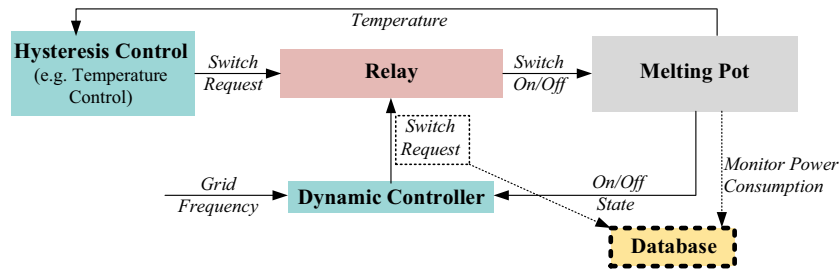 Temperature
Hysteresis Control
(e.g. Temperature
Control)
Switch
Request
Relay
Switch
On/Off
Melting Pot
Switch
Request
Monitor Power
Consumption
Grid
Frequency
Dynamic Controller
On/Off
State
Database